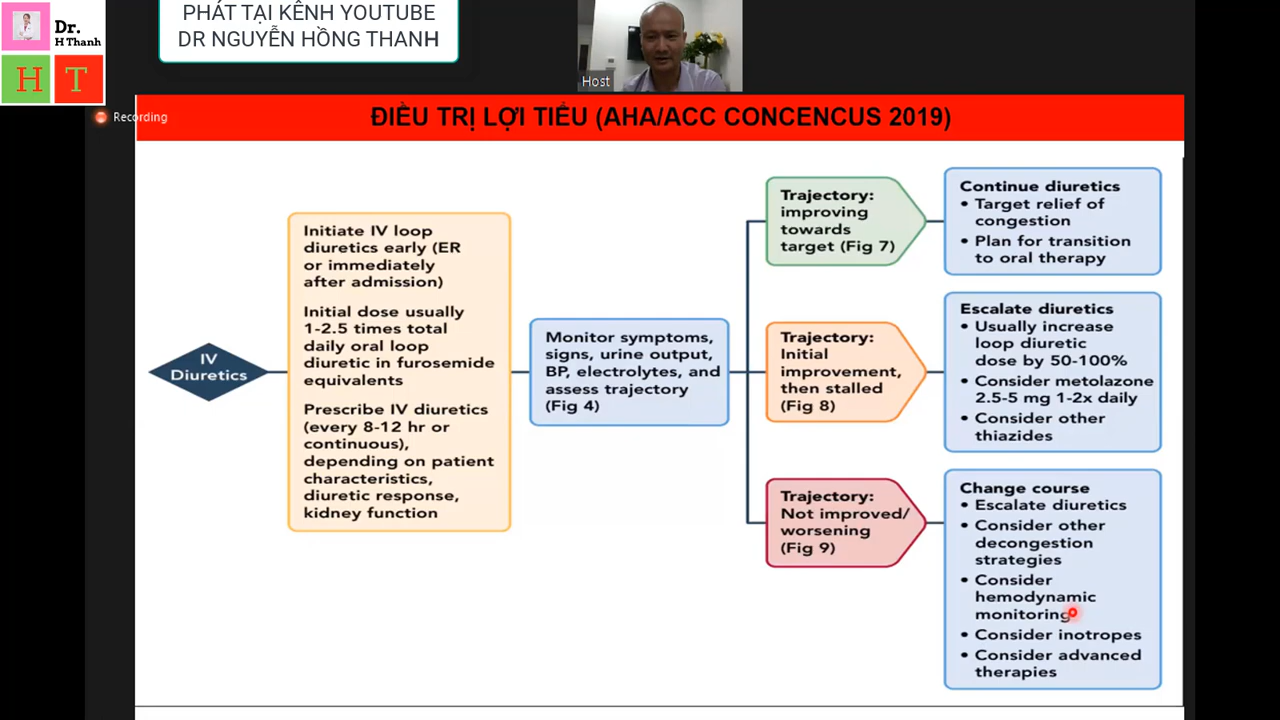 PHÁT TẠI KÊNH YOUTUBE
DR NGUYỄN HỒNG THANH
Dr.
H Thanh
H T
Host
Recording
ĐIỀU TRỊ LỢI TIỂU (AHA/ACC CONCENCUS 2019)
IV
Diuretics
Initiate IV loop
diuretics early (ER
or immediately
after admission)
Initial dose usually
1-2.5 times total
daily oral loop
diuretic in furosemide
equivalents
Prescribe IV diuretics
(every 8-12 hr or
continuous),
depending on patient
characteristics,
diuretic response,
kidney function
Monitor symptoms,
signs, urine output,
BP, electrolytes, and
assess trajectory
(Fig 4)
Trajectory:
improving
towards
target (Fig 7)
Continue diuretics
• Target relief of
congestion
• Plan for transition
to oral therapy
Trajectory:
Initial
improvement,
then stalled
(Fig 8)
Escalate diuretics
• Usually increase
loop diuretic
dose by 50-100%
• Consider metolazone
2.5-5 mg 1-2x daily
• Consider other
thiazides
Trajectory:
Not improved/
worsening
(Fig 9)
Change course
• Escalate diuretics
• Consider other
decongestion
strategies
• Consider
hemodynamic
monitoring
• Consider inotropes
• Consider advanced
therapies